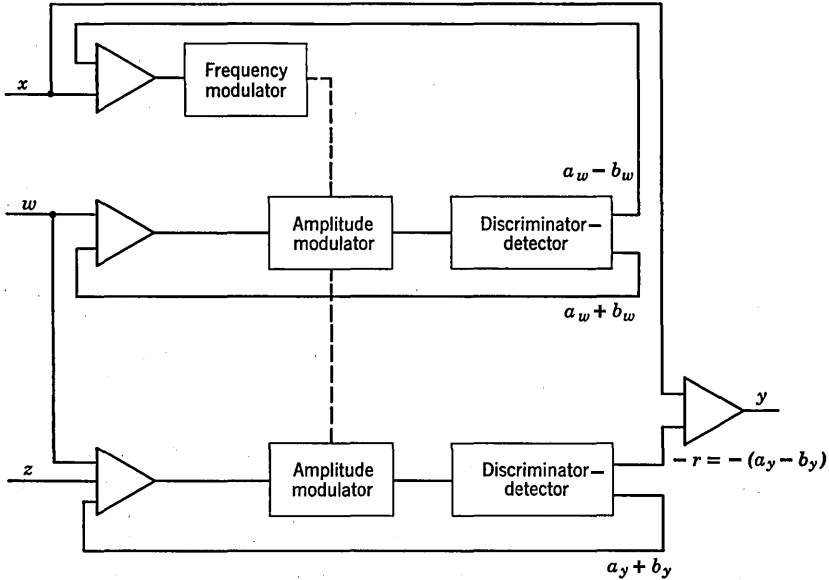 x
Frequency
modulator
a_w − b_w
w
Amplitude
modulator
Discriminator–
detector
a_w + b_w
y
z
Amplitude
modulator
Discriminator–
detector
− r = − (a_y − b_y)
a_y + b_y